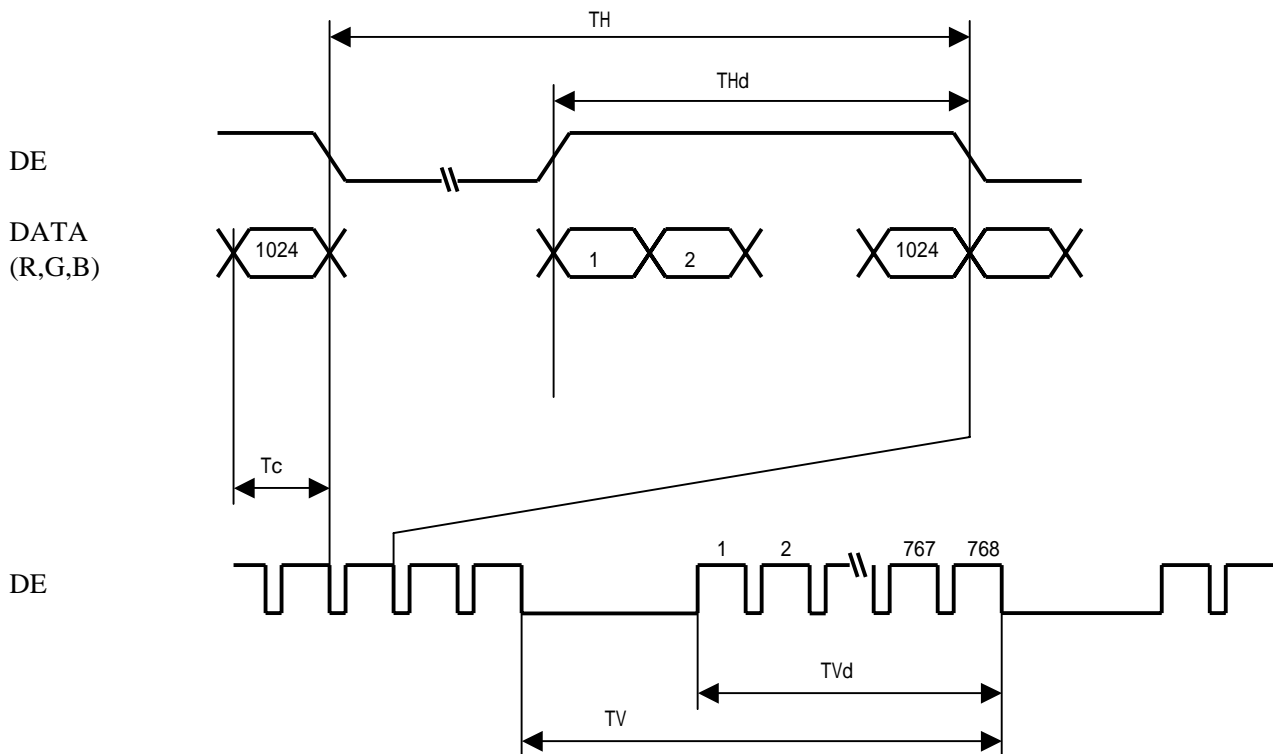 TH
THd
DE
DATA
(R,G,B)
1024 1 2 1024
Tc
1 2 767 768
DE
TVd
TV